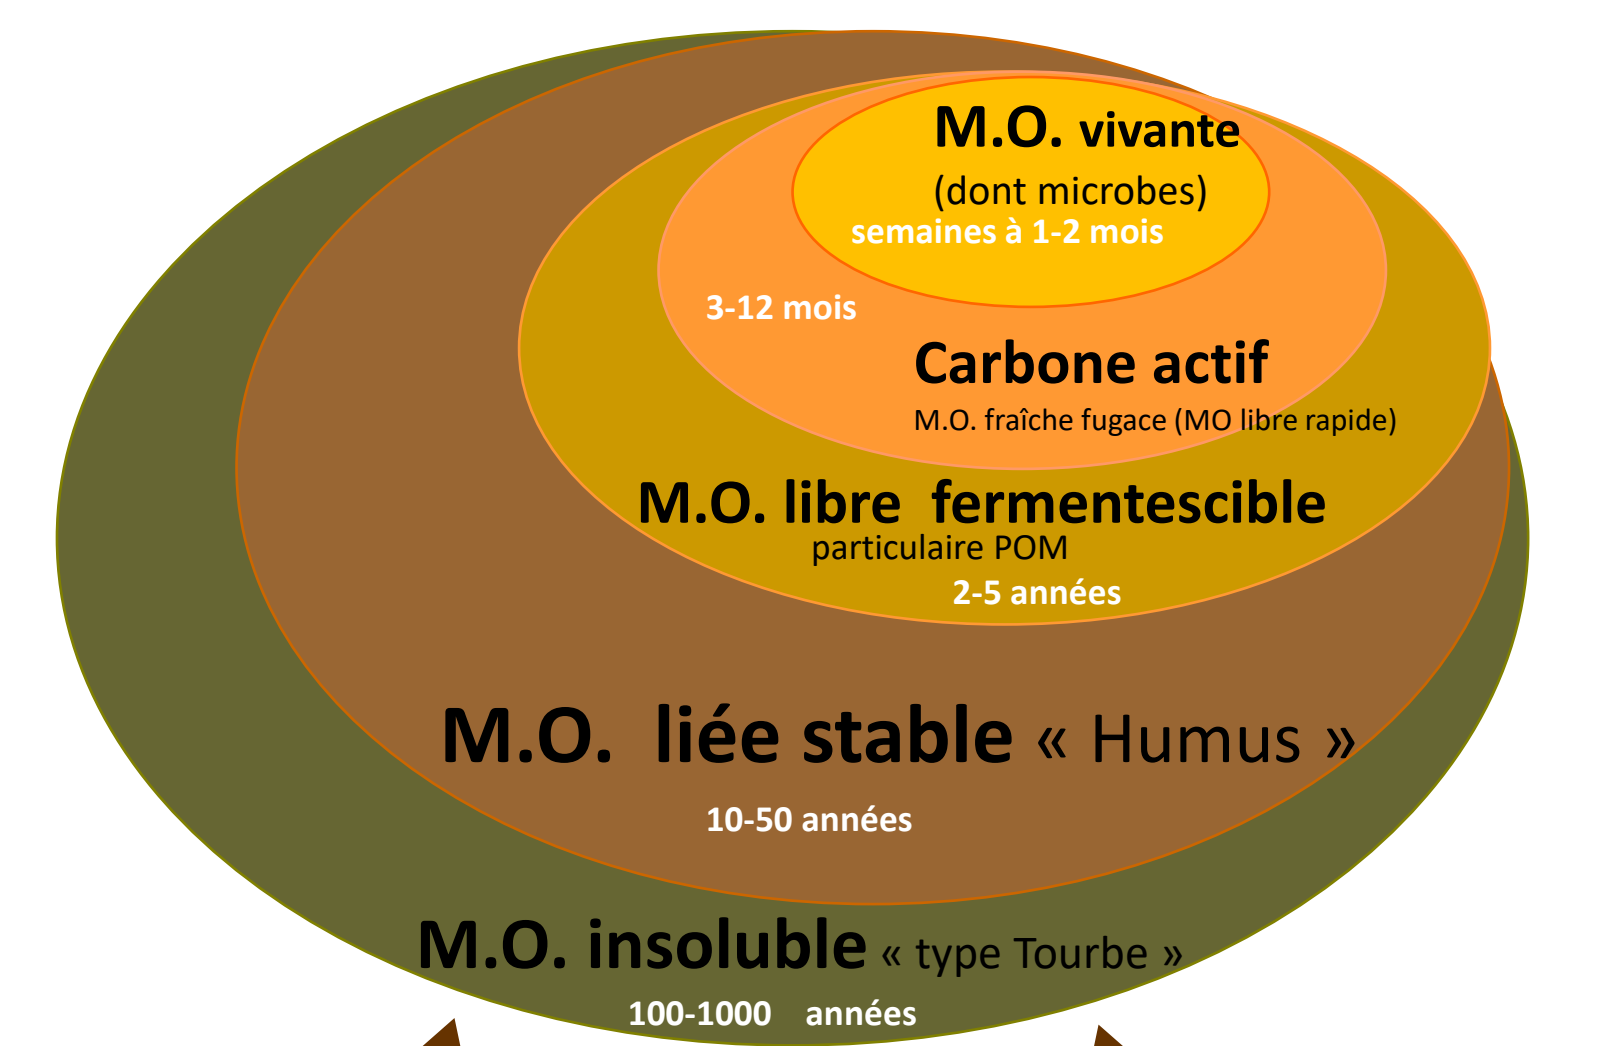 M.O. vivante
(dont microbes)
semaines à 1-2 mois
3-12 mois
Carbone actif
M.O. fraîche fugace (MO libre rapide)
M.O. libre fermentescible
particulaire POM
2-5 années
M.O. liée stable « Humus »
10-50 années
M.O. insoluble « type Tourbe »
100-1000 années